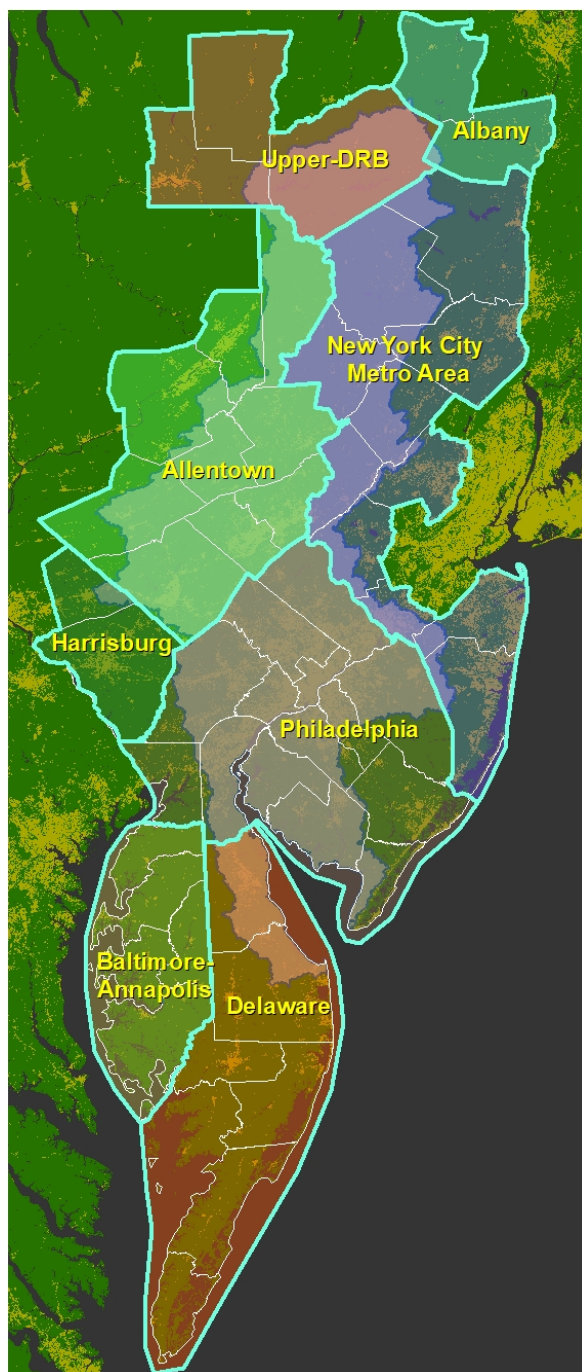 Albany
Upper-DRB
New York City
Metro Area
Allentown
Harrisburg
Philadelphia
Baltimore-
Annapolis
Delaware